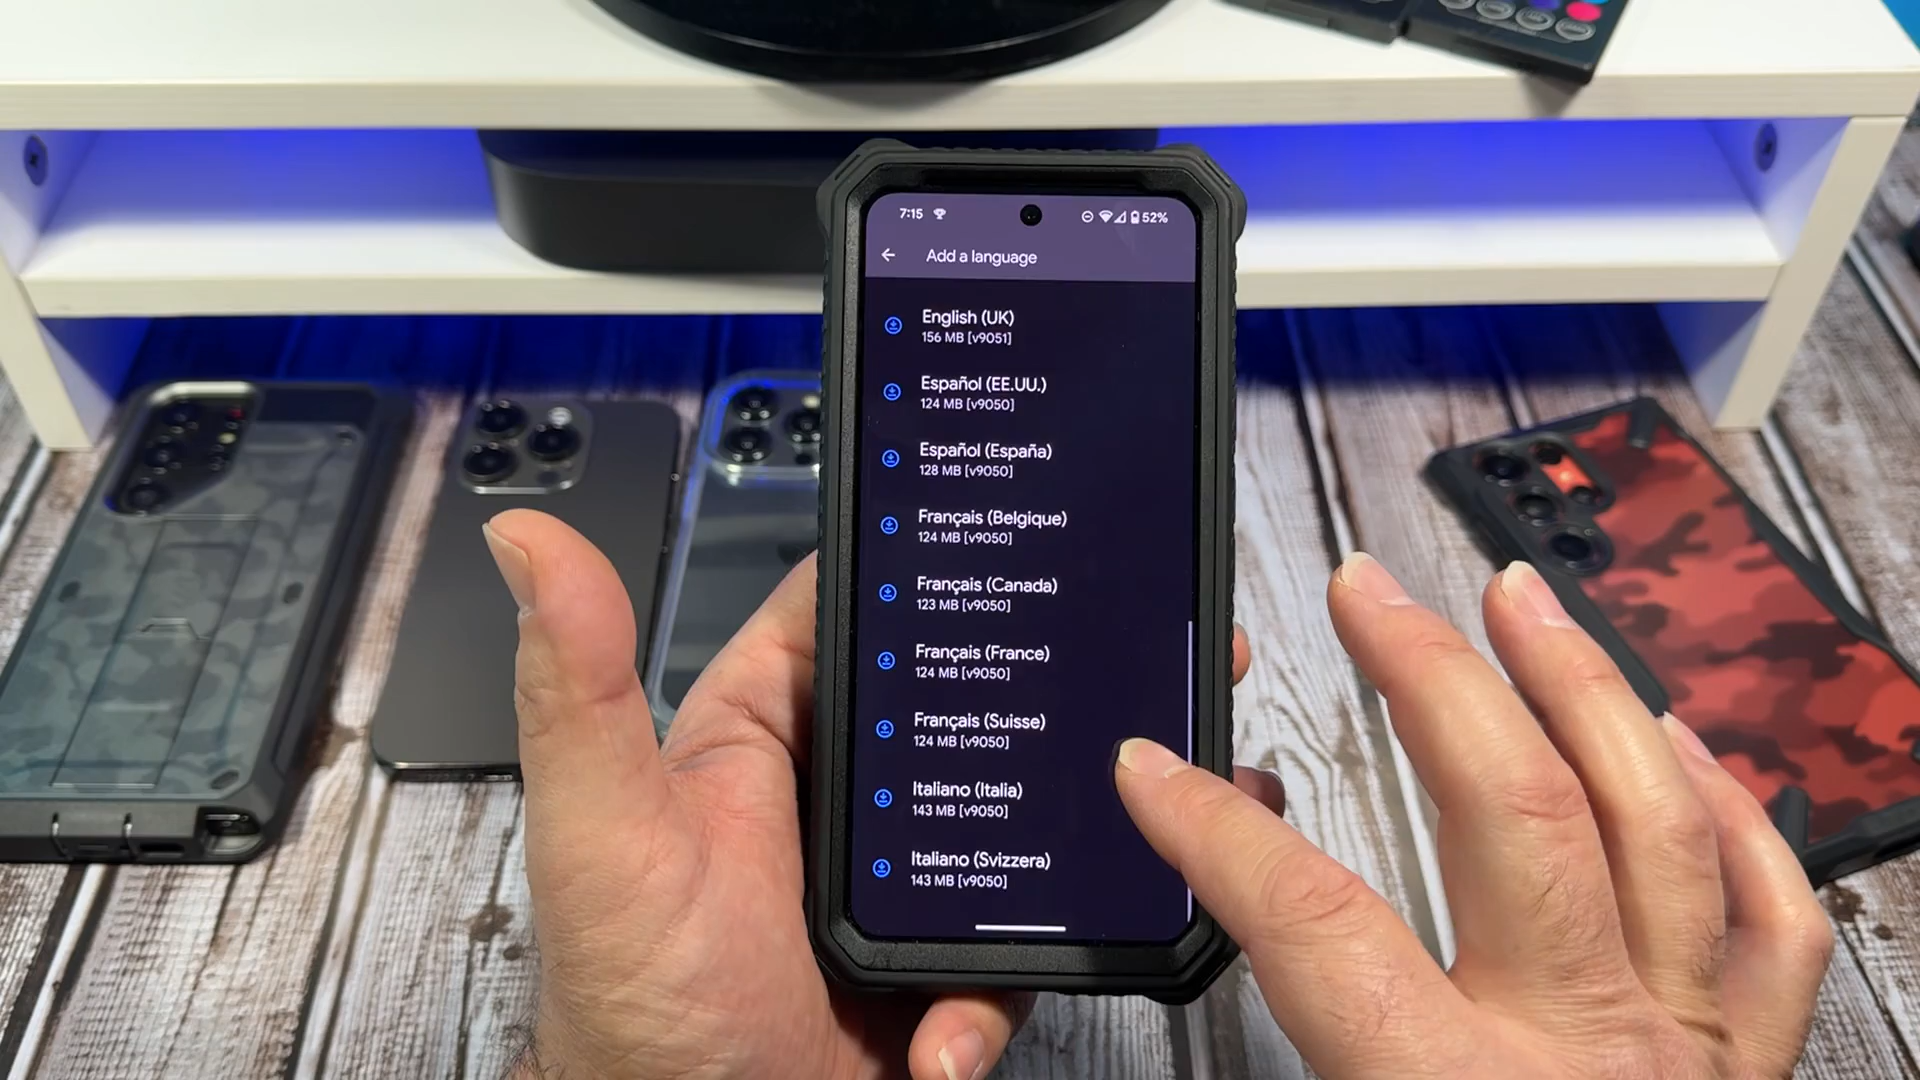 7:15
52%
Add a language
English (UK)
156 MB [v9051]
Español (EE.UU.)
124 MB [v9050]
Español (España)
128 MB [v9050]
Français (Belgique)
124 MB [v9050]
Français (Canada)
123 MB [v9050]
Français (France)
124 MB [v9050]
Français (Suisse)
124 MB [v9050]
Italiano (Italia)
143 MB [v9050]
Italiano (Svizzera)
143 MB [v9050]